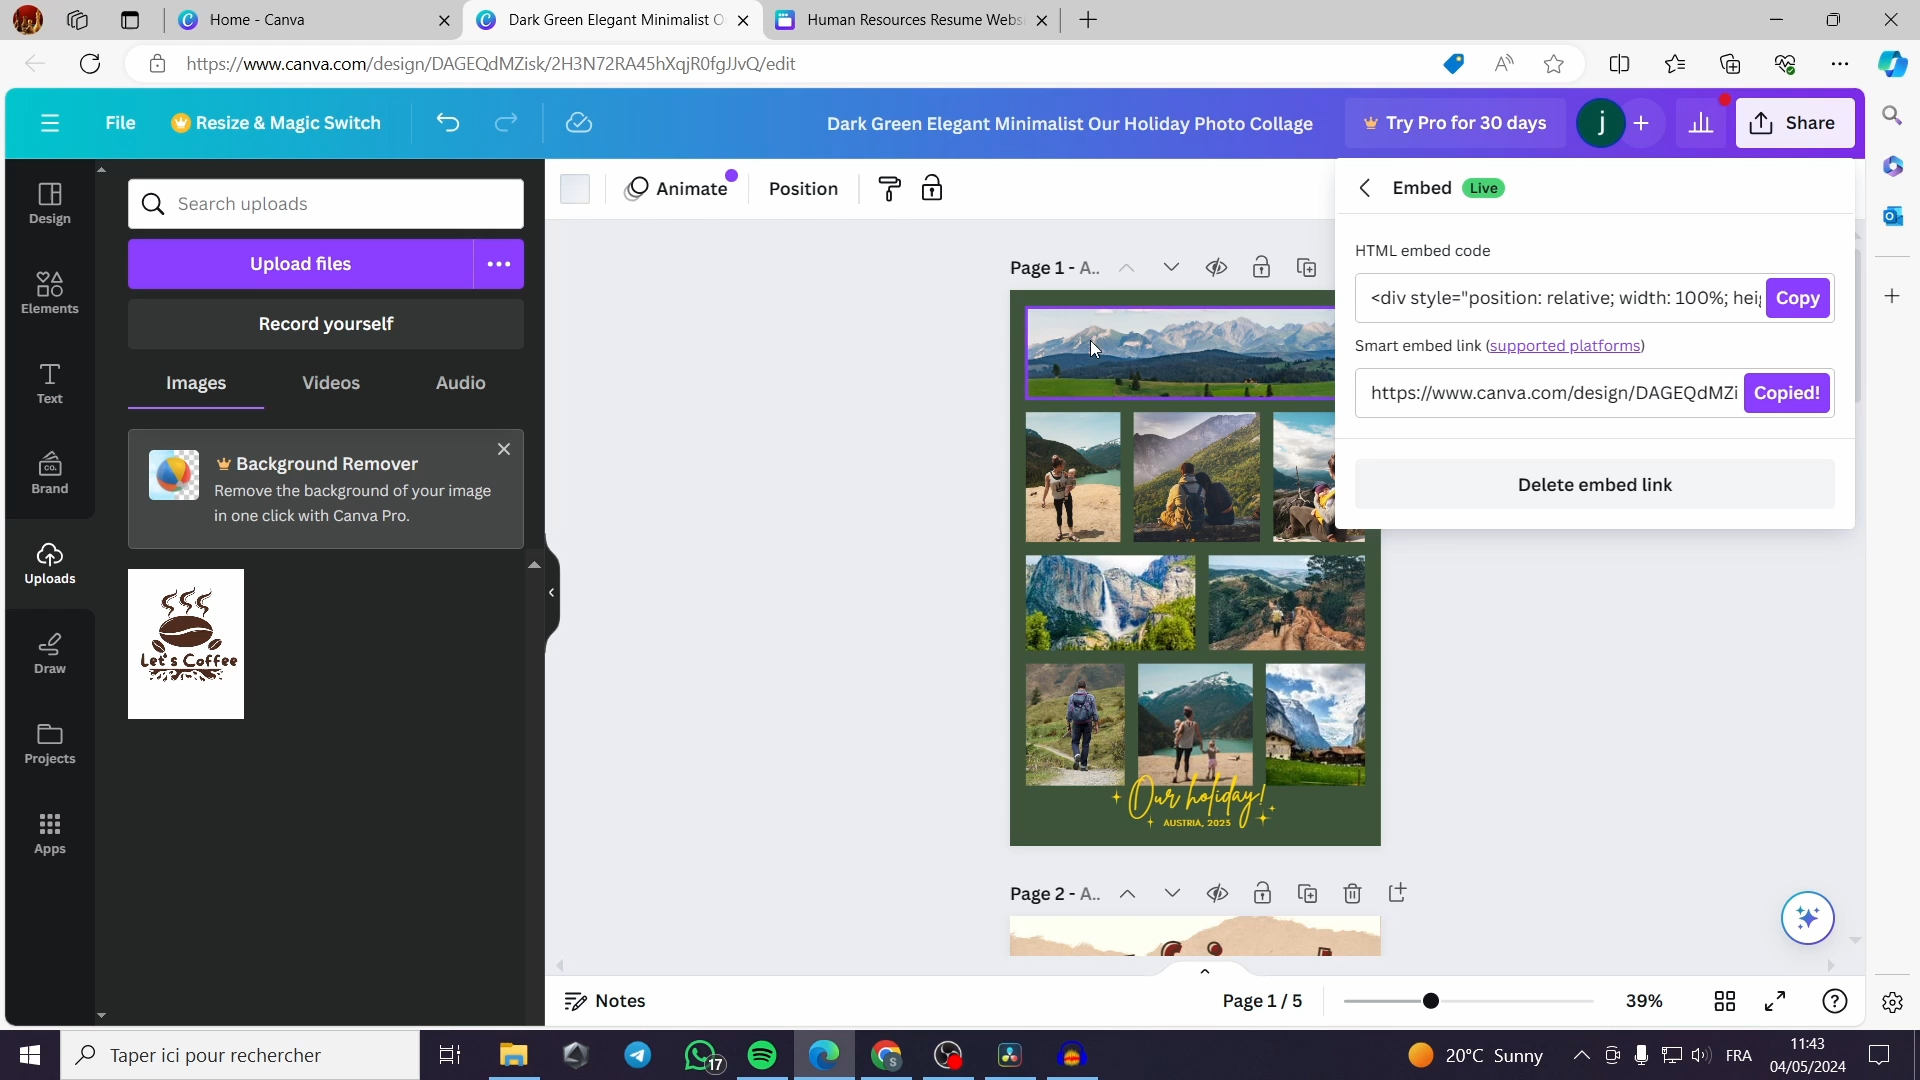 Home - Canva
Dark Green Elegant Minimalist O
Human Resources Resume Webs
https://www.canva.com/design/DAGEQdMZisk/2H3N72RA45hXqjR0fgJJvQ/edit
File
Resize & Magic Switch
Dark Green Elegant Minimalist Our Holiday Photo Collage
Try Pro for 30 days
j
Share
Design
Elements
Text
Brand
Uploads
Draw
Projects
Apps
Search uploads
Upload files
Record yourself
Images
Videos
Audio
Background Remover
Remove the background of your image
in one click with Canva Pro.
Let's Coffee
Animate
Position
Page 1 - A..
Our holiday!
AUSTRIA, 2023
Page 2 - A..
Embed
Live
HTML embed code
<div style="position: relative; width: 100%; hei
Copy
Smart embed link (supported platforms)
https://www.canva.com/design/DAGEQdMZi
Copied!
Delete embed link
Notes
Page 1 / 5
39%
Taper ici pour rechercher
17
20°C Sunny
FRA
11:43
04/05/2024